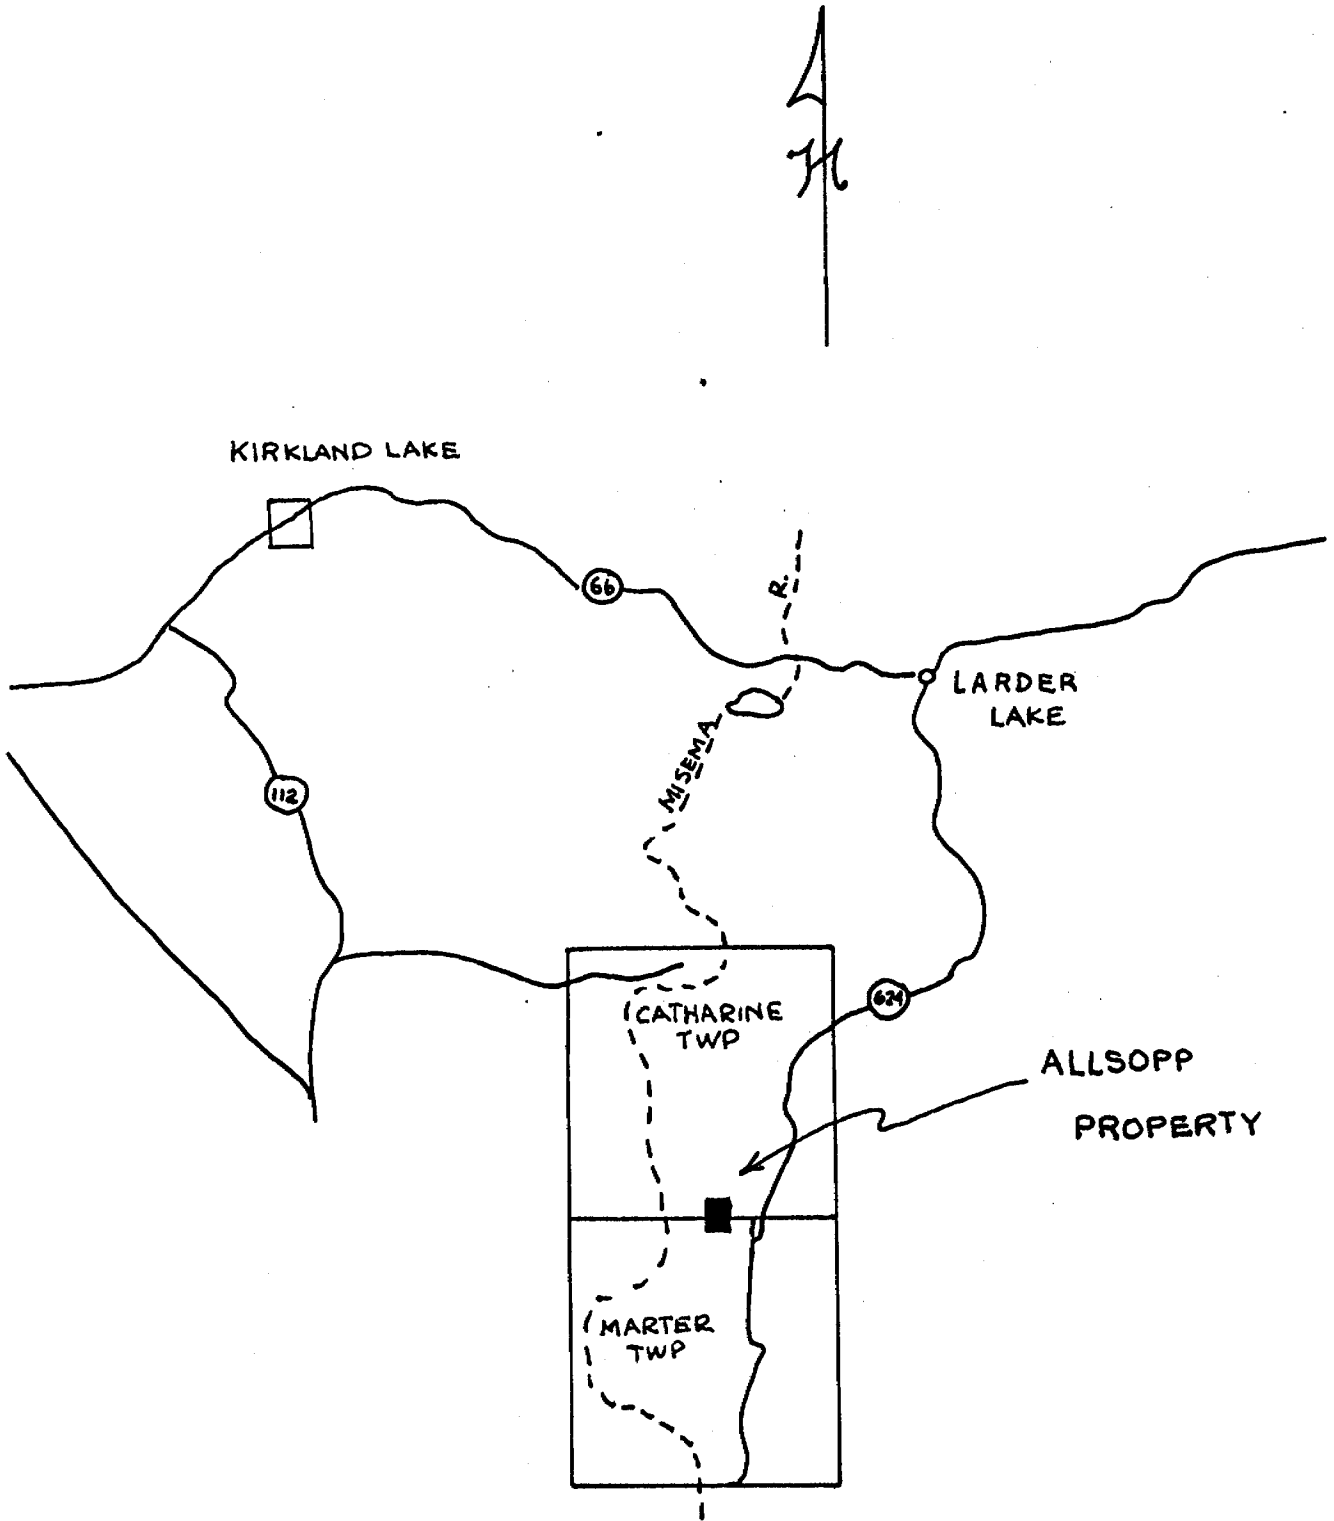 N
KIRKLAND LAKE
66
R.
LARDER
LAKE
MISEMA
112
624
CATHARINE
TWP
ALLSOPP
PROPERTY
MARTER
TWP